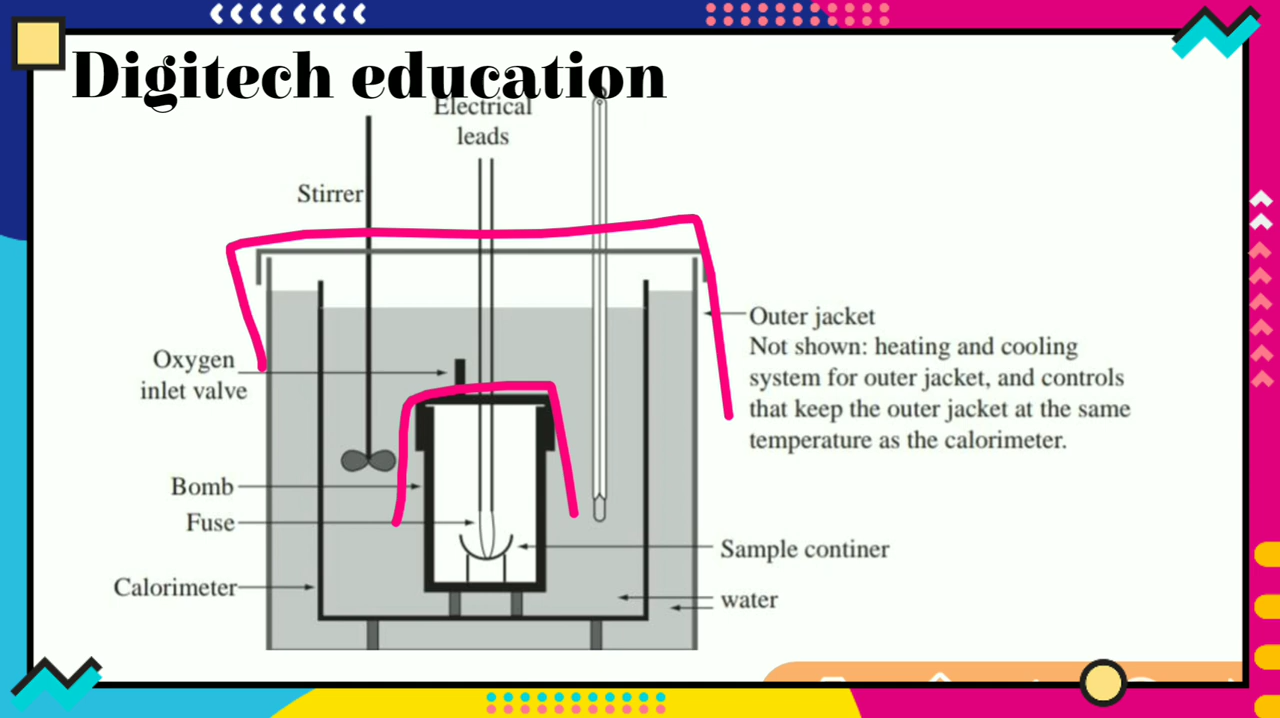 Digitech education
Electrical
leads
Stirrer
Oxygen
inlet valve
Bomb
Fuse
Calorimeter
Outer jacket
Not shown: heating and cooling
system for outer jacket, and controls
that keep the outer jacket at the same
temperature as the calorimeter.
Sample continer
water